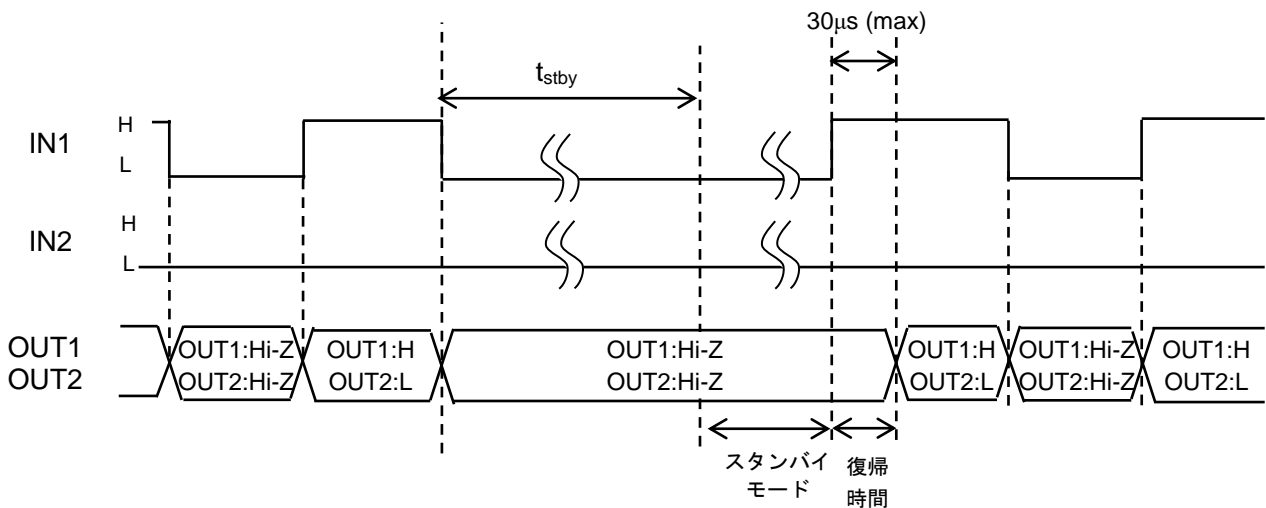 30μs (max)
tstby
IN1
H
L
IN2
H
L
OUT1
OUT2
OUT1:Hi-Z
OUT2:Hi-Z
OUT1:H
OUT2:L
OUT1:Hi-Z
OUT2:Hi-Z
OUT1:H
OUT2:L
OUT1:Hi-Z
OUT2:Hi-Z
OUT1:H
OUT2:L
スタンバイ
モード
復帰
時間